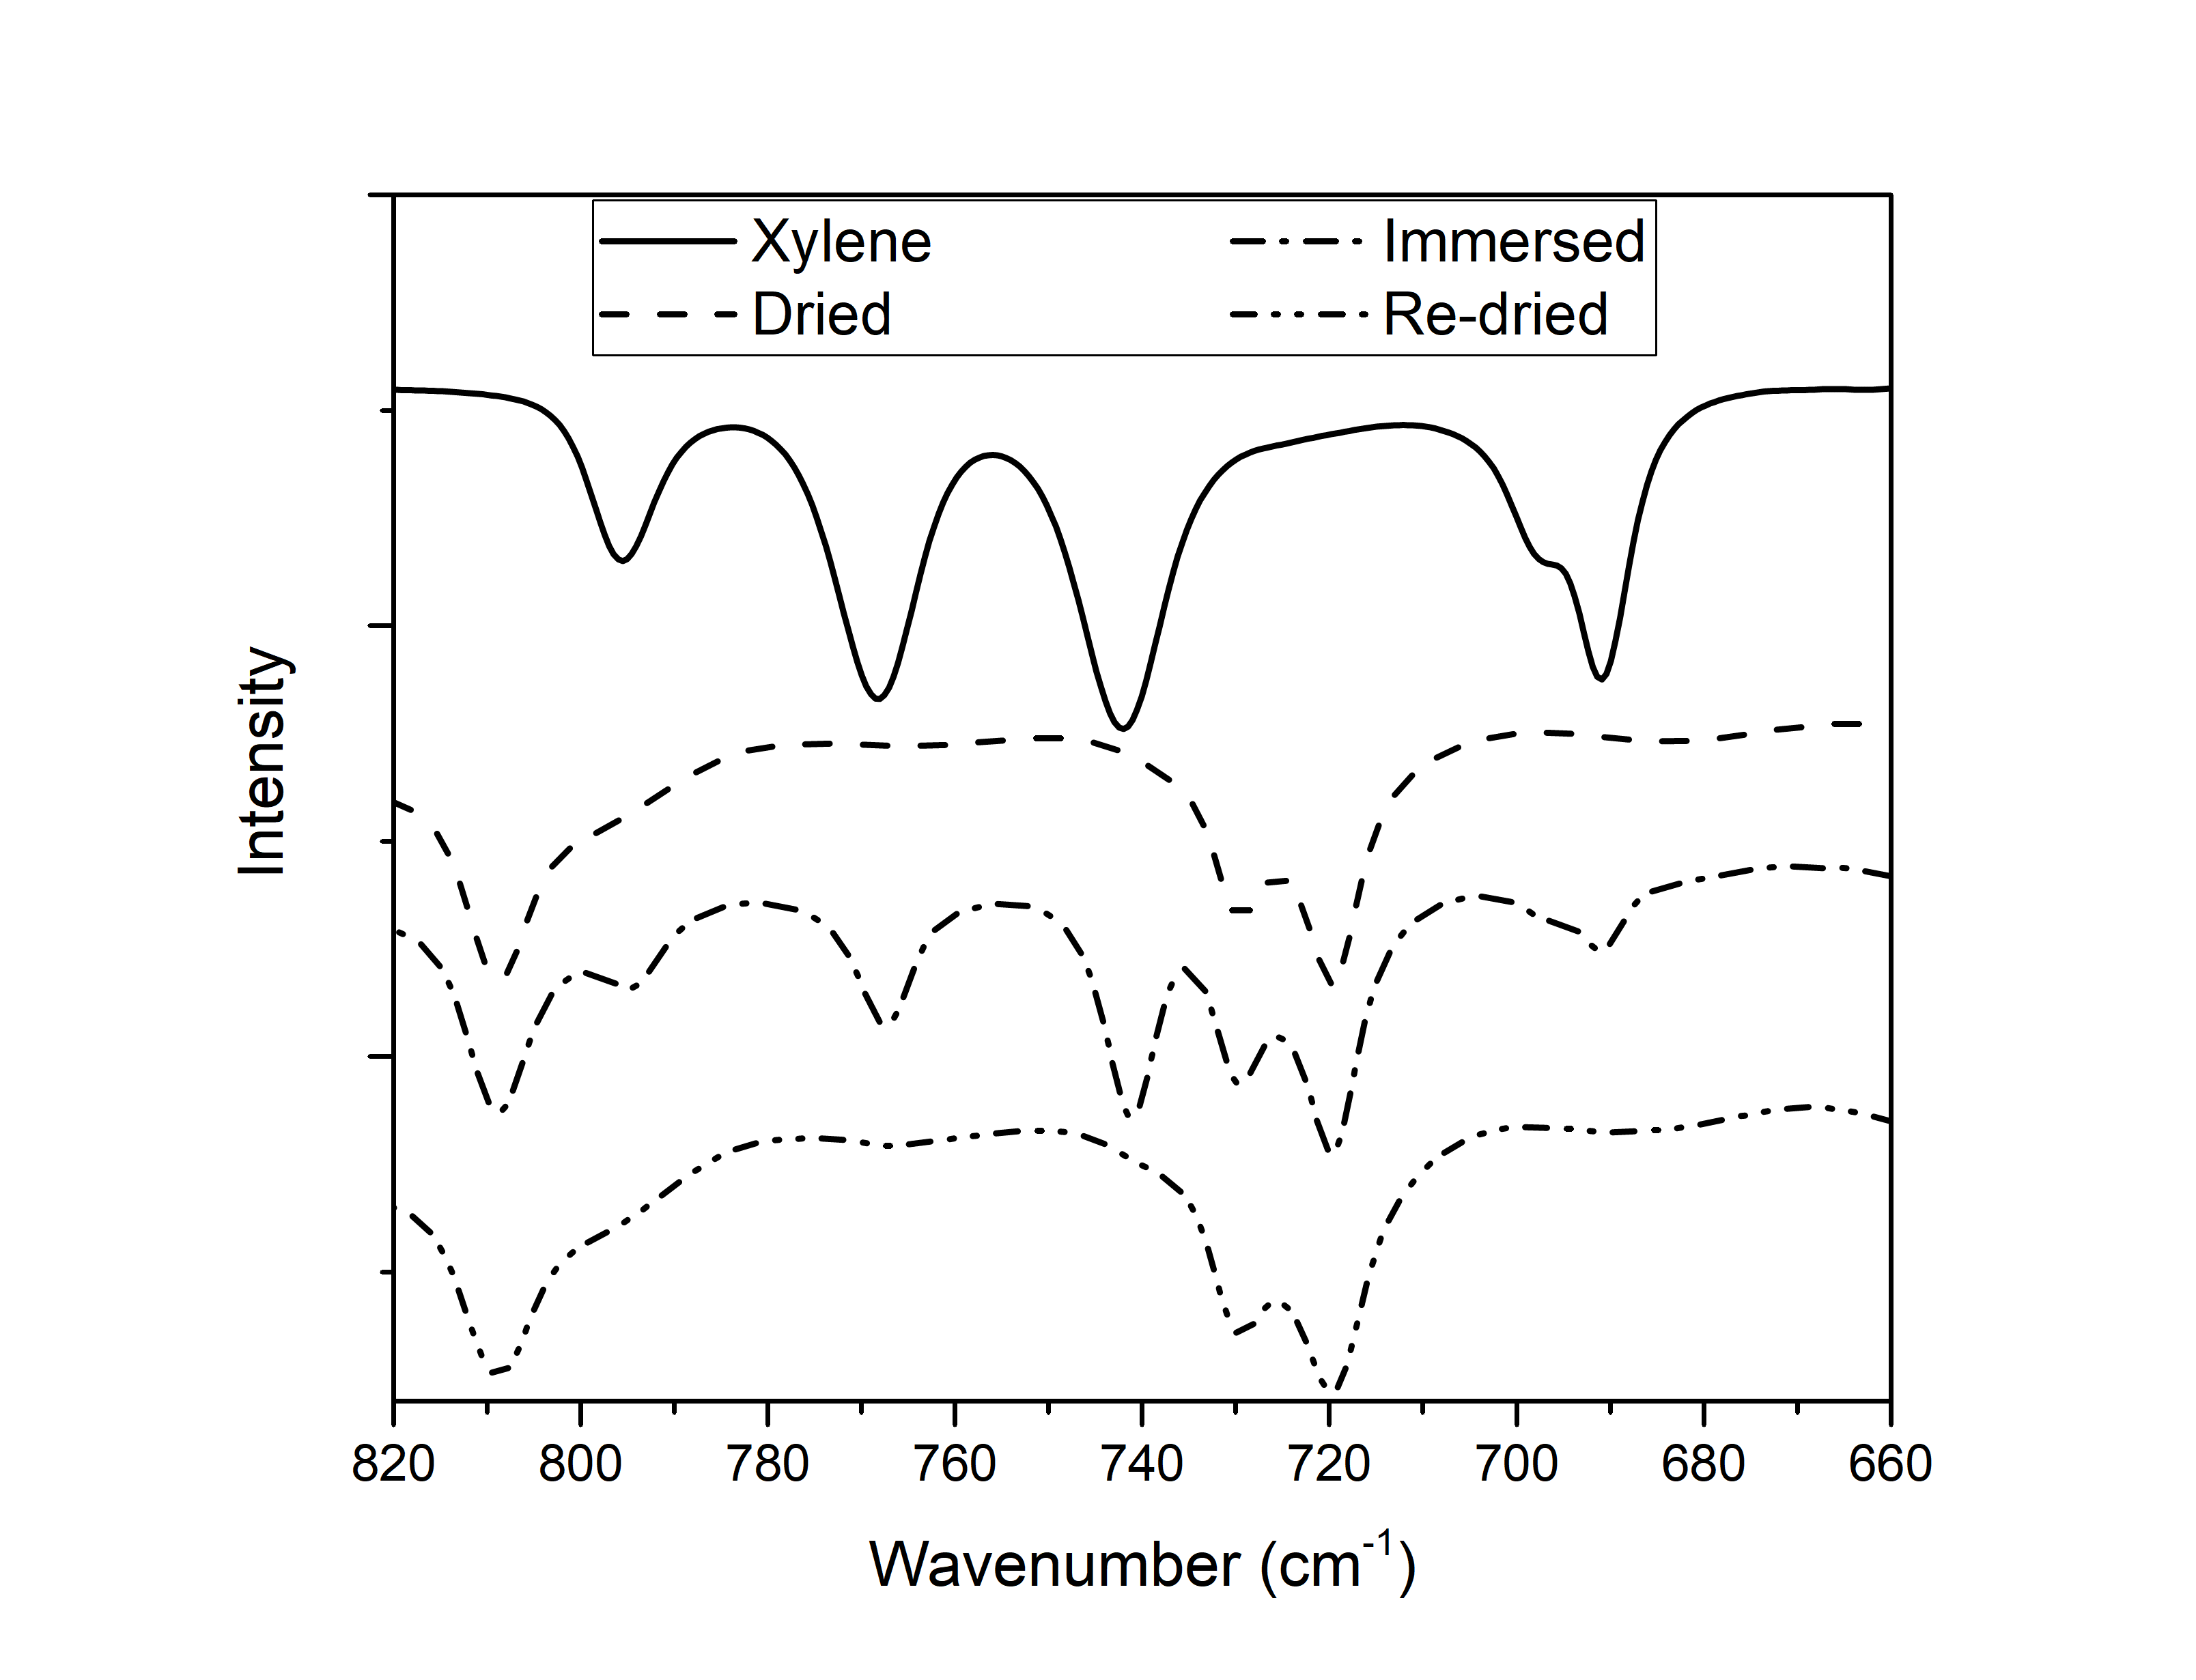 Xylene
Immersed
Dried
Re-dried
Intensity
820 800 780 760 740 720 700 680 660
Wavenumber (cm⁻¹)